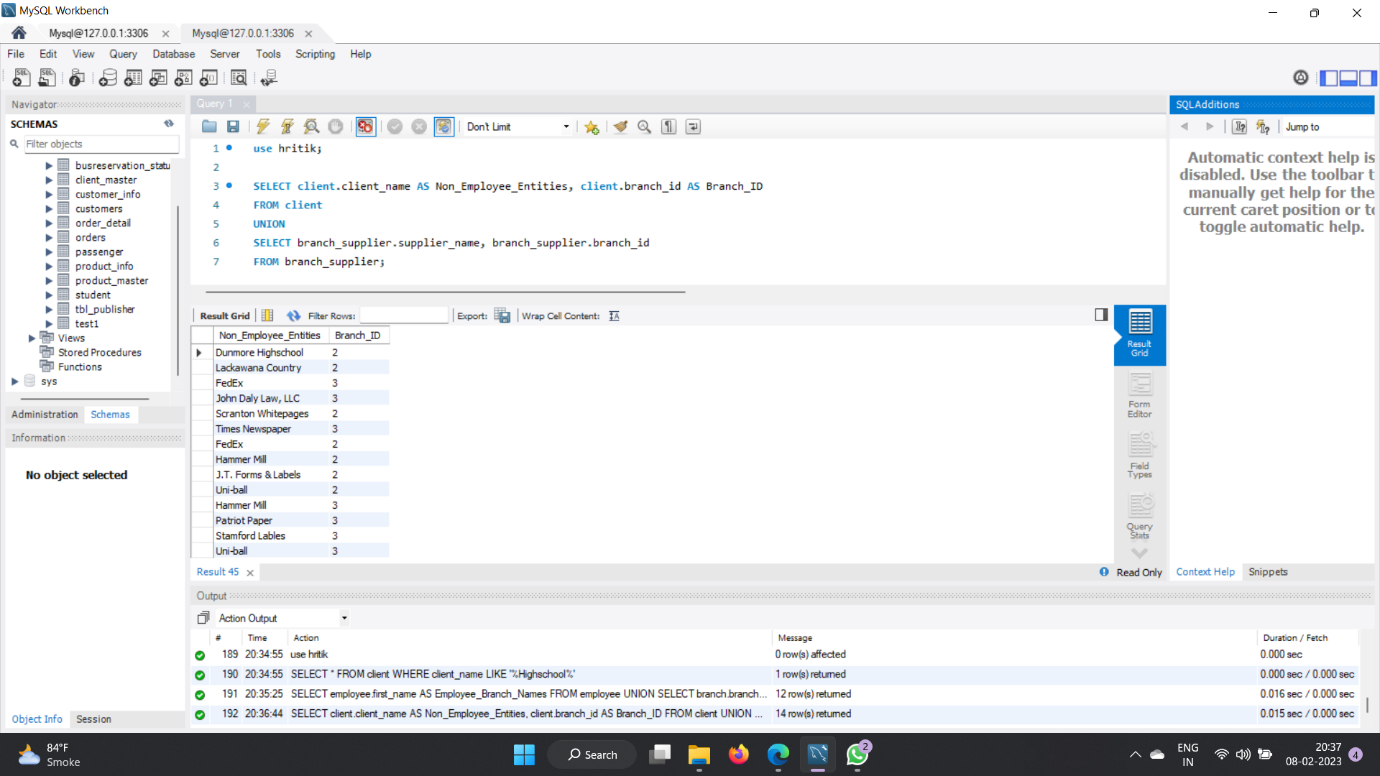 MySQL Workbench
Mysql@127.0.0.1:3306 Mysql@127.0.0.1:3306
File Edit View Query Database Server Tools Scripting Help
Navigator
SCHEMAS
Filter objects
busreservation_statu
client_master
customer_info
customers
order_detail
orders
passenger
product_info
product_master
student
tbl_publisher
test1
Views
Stored Procedures
Functions
sys
Administration Schemas
Information
No object selected
Object Info Session
Query 1
Don't Limit
1 use hritik;
2
3 SELECT client.client_name AS Non_Employee_Entities, client.branch_id AS Branch_ID
4 FROM client
5 UNION
6 SELECT branch_supplier.supplier_name, branch_supplier.branch_id
7 FROM branch_supplier;
Result Grid Filter Rows: Export: Wrap Cell Content:
Non_Employee_Entities Branch_ID
Dunmore Highschool 2
Lackawana Country 2
FedEx 3
John Daly Law, LLC 3
Scranton Whitepages 2
Times Newspaper 3
FedEx 2
Hammer Mill 2
J.T. Forms & Labels 2
Uni-ball 2
Hammer Mill 3
Patriot Paper 3
Stamford Lables 3
Uni-ball 3
Result Grid
Form Editor
Field Types
Query Stats
Result 45
Read Only
SQLAdditions
Jump to
Automatic context help is
disabled. Use the toolbar t
manually get help for the
current caret position or to
toggle automatic help.
Context Help Snippets
Output
Action Output
# Time Action Message Duration / Fetch
189 20:34:55 use hritik 0 row(s) affected 0.000 sec
190 20:34:55 SELECT * FROM client WHERE client_name LIKE '%Highschool%' 1 row(s) returned 0.000 sec / 0.000 sec
191 20:35:25 SELECT employee.first_name AS Employee_Branch_Names FROM employee UNION SELECT branch.branch... 12 row(s) returned 0.016 sec / 0.000 sec
192 20:36:44 SELECT client.client_name AS Non_Employee_Entities, client.branch_id AS Branch_ID FROM client UNION ... 14 row(s) returned 0.015 sec / 0.000 sec
84°F
Smoke
Search
2
ENG
IN
20:37
08-02-2023
4